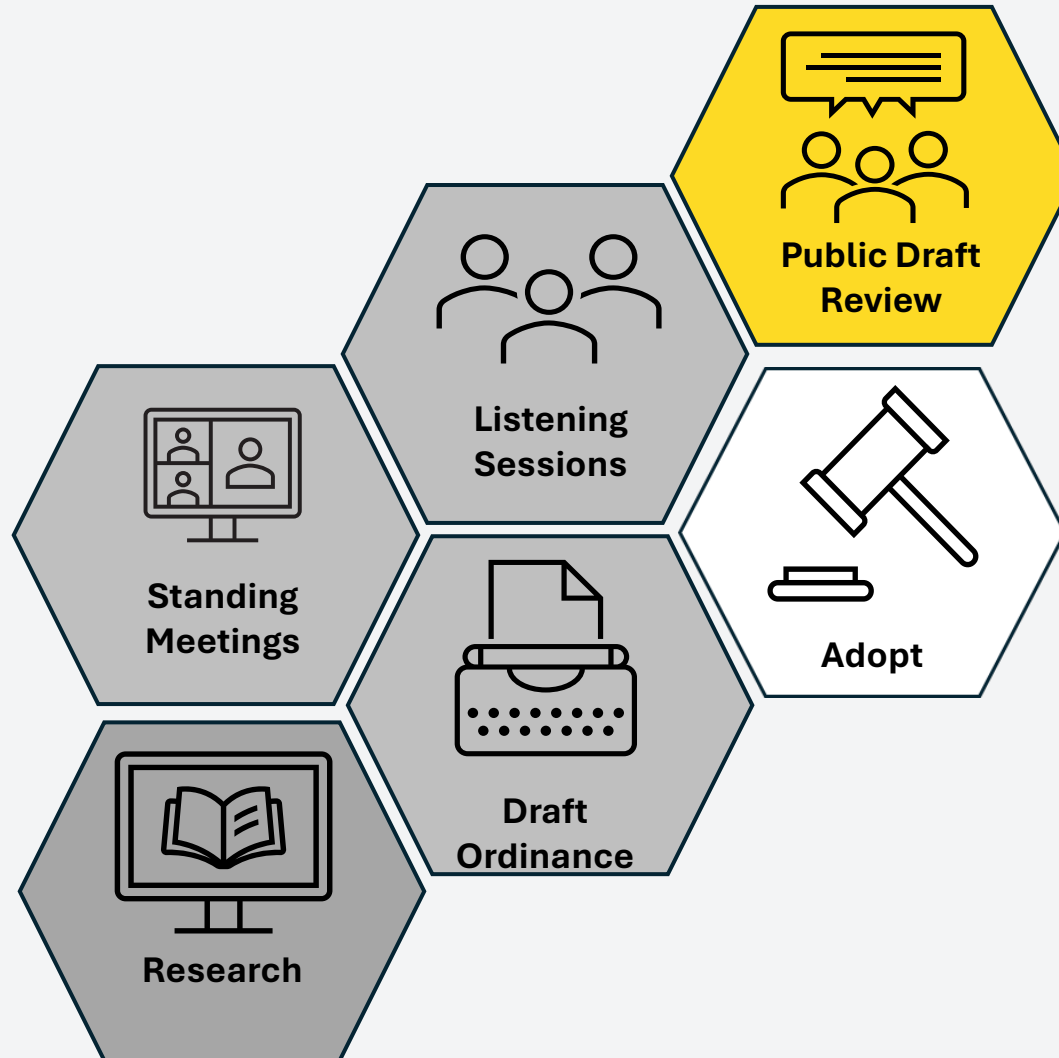 Public Draft
Review
Listening
Sessions
Standing
Meetings
Adopt
Draft
Ordinance
Research